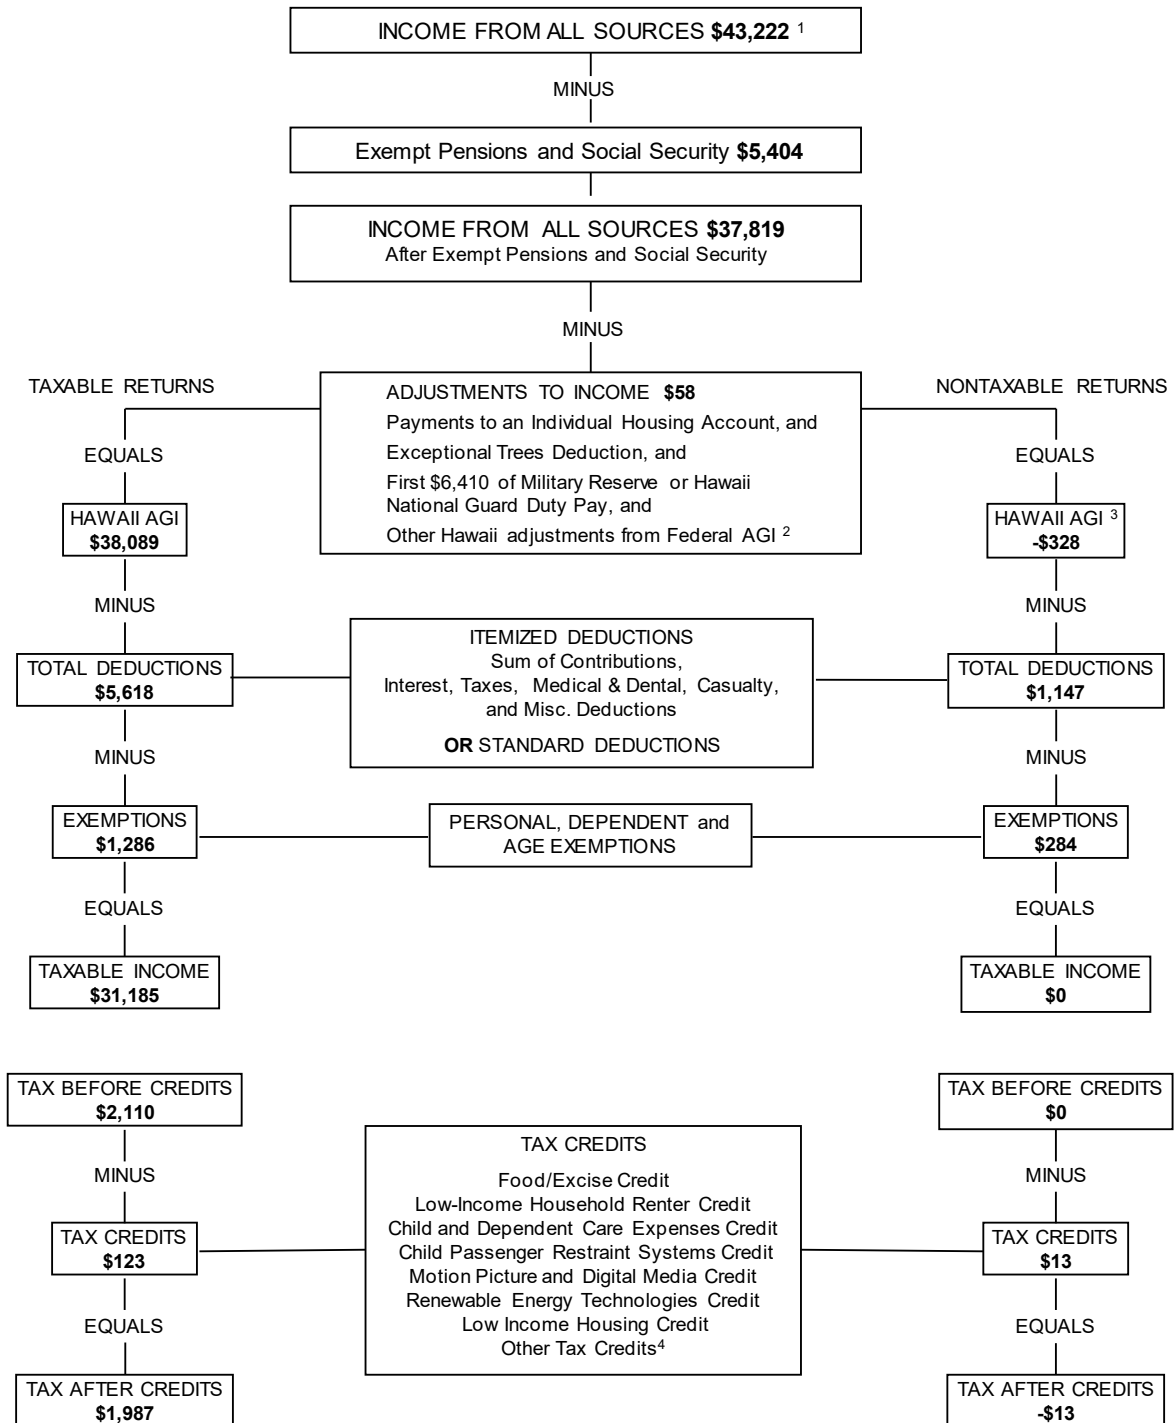 INCOME FROM ALL SOURCES $43,222 1
MINUS
Exempt Pensions and Social Security $5,404
INCOME FROM ALL SOURCES $37,819
After Exempt Pensions and Social Security
MINUS
TAXABLE RETURNS
NONTAXABLE RETURNS
ADJUSTMENTS TO INCOME $58
Payments to an Individual Housing Account, and
Exceptional Trees Deduction, and
First $6,410 of Military Reserve or Hawaii
National Guard Duty Pay, and
Other Hawaii adjustments from Federal AGI 2
EQUALS
EQUALS
HAWAII AGI
$38,089
HAWAII AGI 3
-$328
MINUS
MINUS
TOTAL DEDUCTIONS
$5,618
ITEMIZED DEDUCTIONS
Sum of Contributions,
Interest, Taxes, Medical & Dental, Casualty,
and Misc. Deductions
OR STANDARD DEDUCTIONS
TOTAL DEDUCTIONS
$1,147
MINUS
MINUS
EXEMPTIONS
$1,286
PERSONAL, DEPENDENT and
AGE EXEMPTIONS
EXEMPTIONS
$284
EQUALS
EQUALS
TAXABLE INCOME
$31,185
TAXABLE INCOME
$0
TAX BEFORE CREDITS
$2,110
TAX BEFORE CREDITS
$0
MINUS
MINUS
TAX CREDITS
$123
TAX CREDITS
Food/Excise Credit
Low-Income Household Renter Credit
Child and Dependent Care Expenses Credit
Child Passenger Restraint Systems Credit
Motion Picture and Digital Media Credit
Renewable Energy Technologies Credit
Low Income Housing Credit
Other Tax Credits4
TAX CREDITS
$13
EQUALS
EQUALS
TAX AFTER CREDITS
$1,987
TAX AFTER CREDITS
-$13